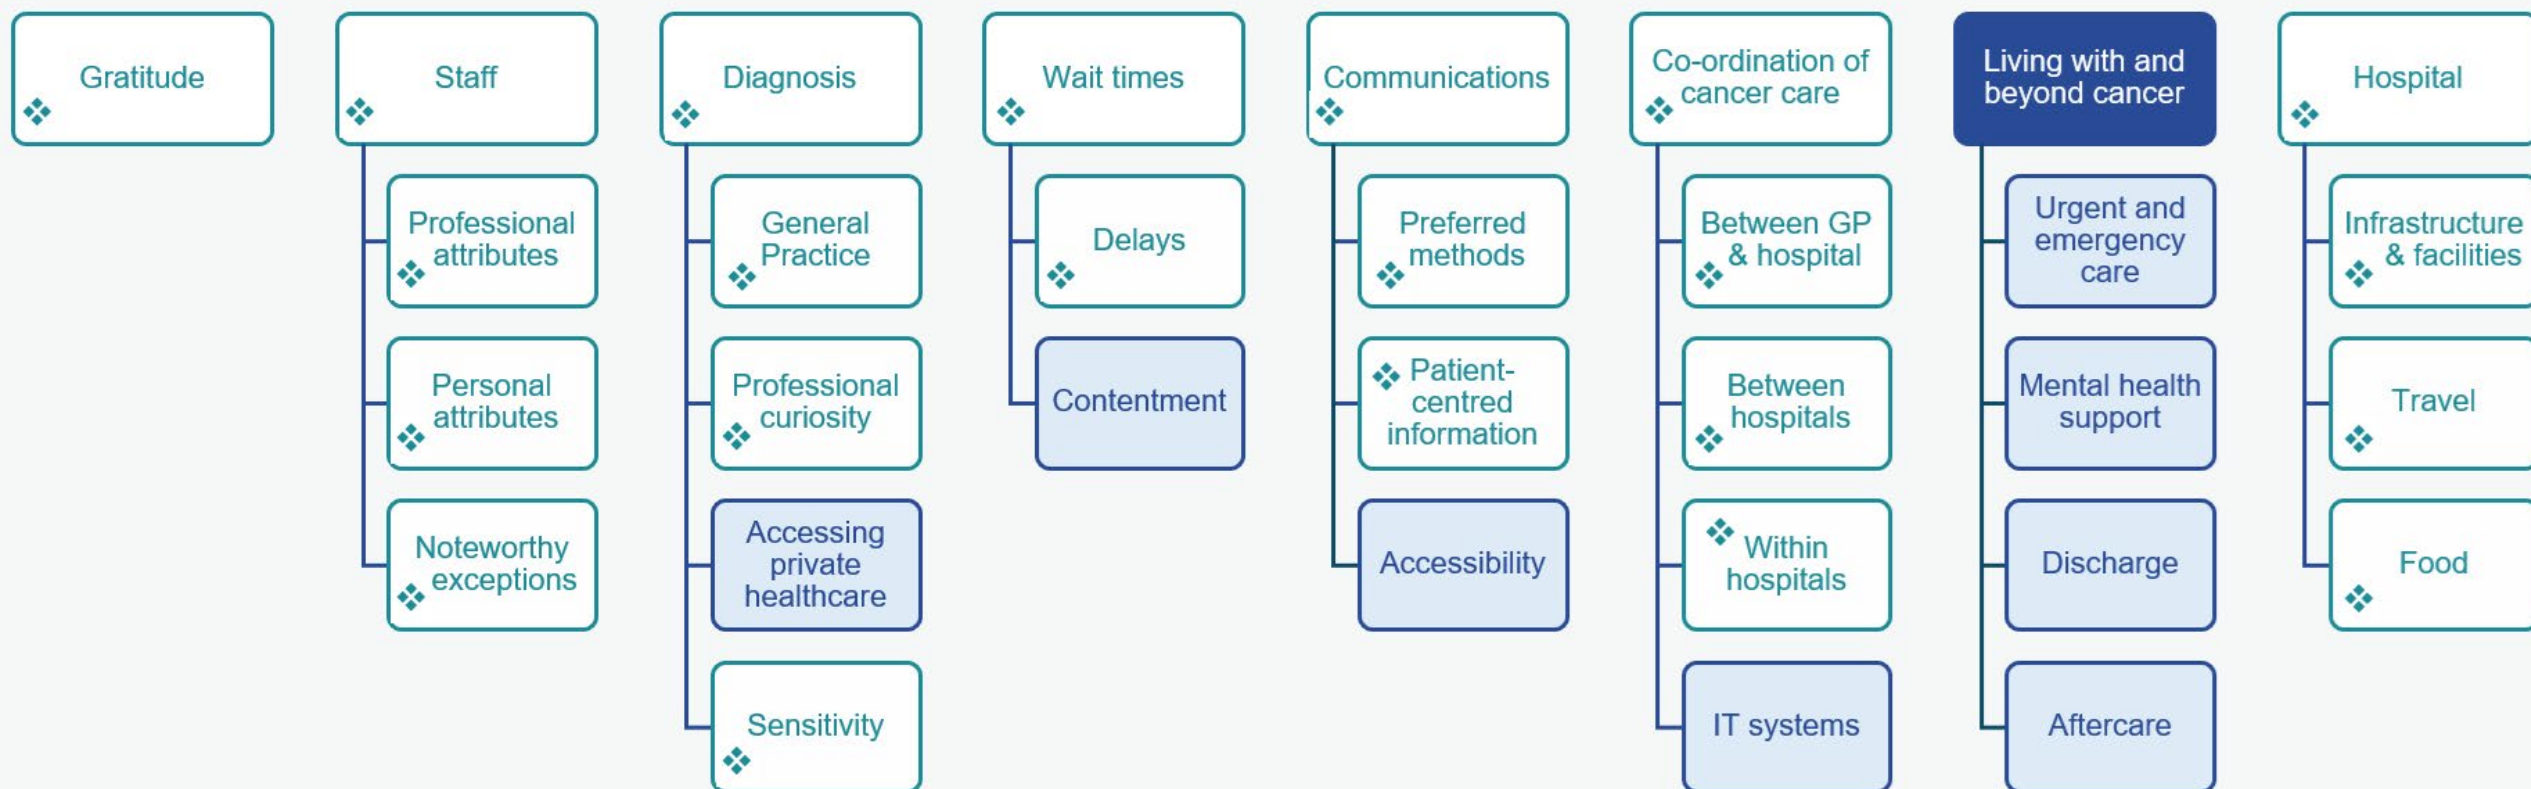 Gratitude
Staff
Professional
attributes
Personal
attributes
Noteworthy
exceptions
Diagnosis
General
Practice
Professional
curiosity
Accessing
private
healthcare
Sensitivity
Wait times
Delays
Contentment
Communications
Preferred
methods
Patient-
centred
information
Accessibility
Co-ordination of
cancer care
Between GP
& hospital
Between
hospitals
Within
hospitals
IT systems
Living with and
beyond cancer
Urgent and
emergency
care
Mental health
support
Discharge
Aftercare
Hospital
Infrastructure
& facilities
Travel
Food